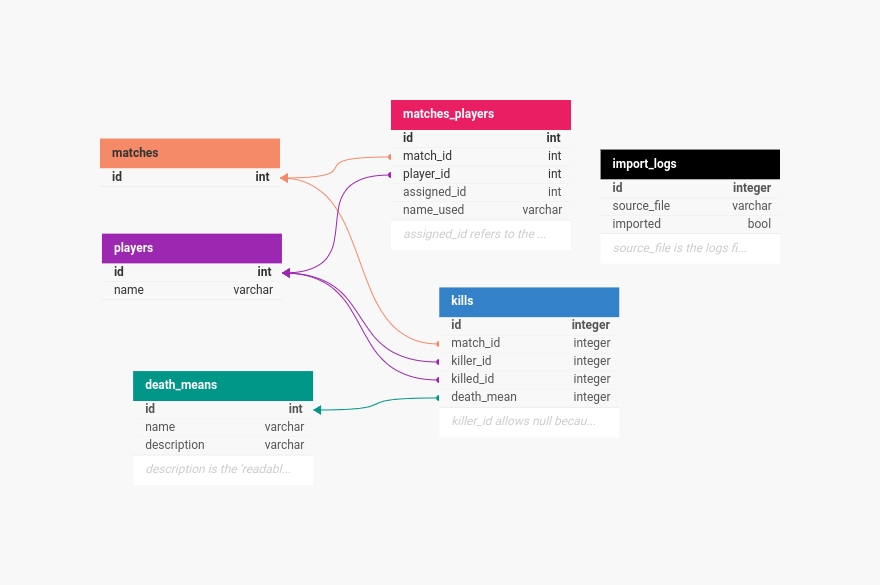 matches
id int
players
id int
name varchar
death_means
id int
name varchar
description varchar
description is the 'readabl...
matches_players
id int
match_id int
player_id int
assigned_id int
name_used varchar
assigned_id refers to the ...
kills
id integer
match_id integer
killer_id integer
killed_id integer
death_mean integer
killer_id allows null becau...
import_logs
id integer
source_file varchar
imported bool
source_file is the logs fi...